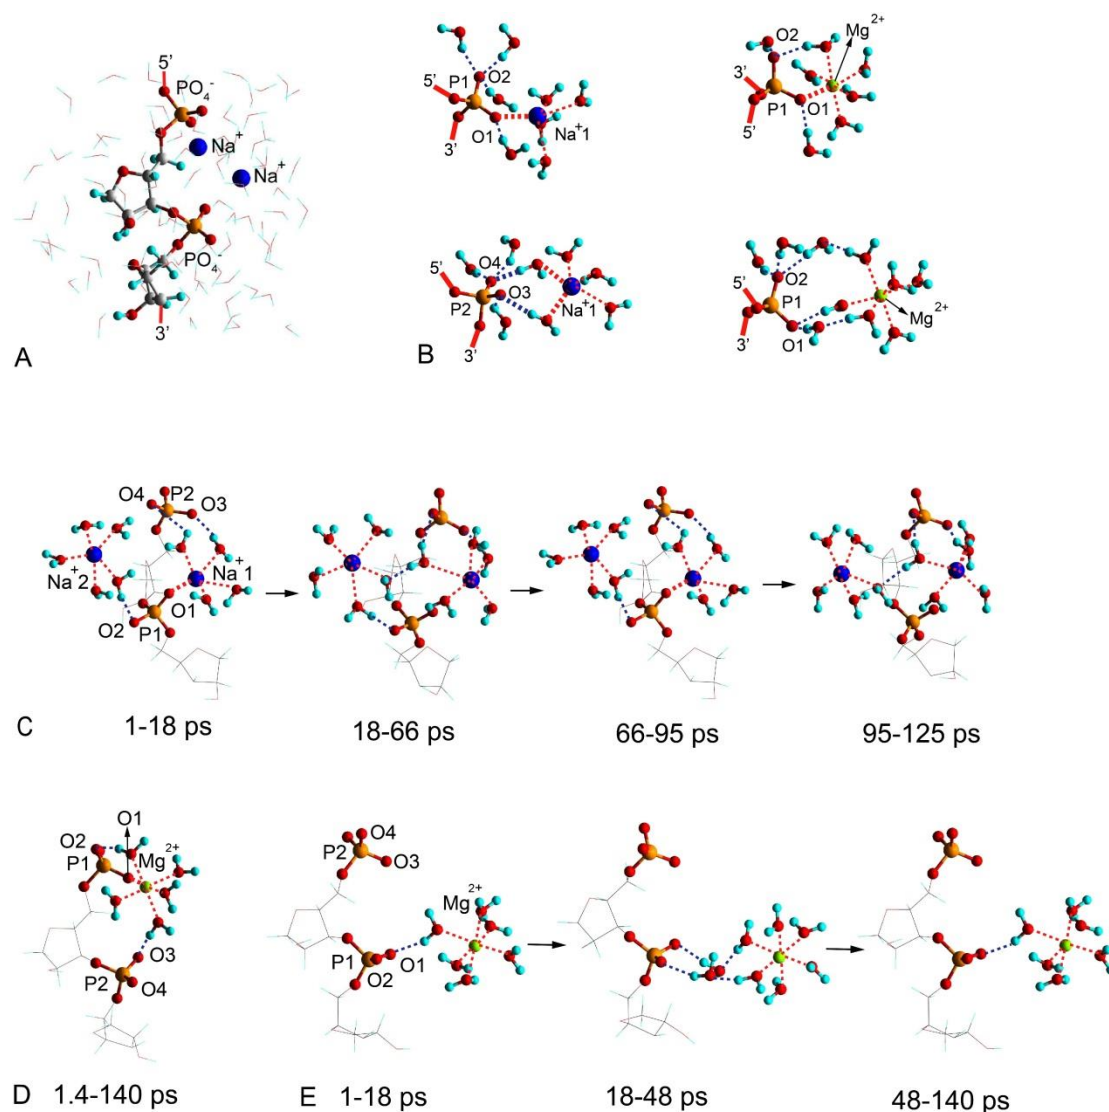 5’
PO4-
Na+
Na+
PO4-
3’
A
5’
P1
O2
O1
Na+1
3’
O2
Mg2+
3’
P1
O1
5’
5’
O4
O3
P2
Na+1
3’
B
5’
O2
P1
Mg2+
3’
O1
O4
P2
O3
Na+2
Na+1
O1
O2
P1
C
1-18 ps
18-66 ps
66-95 ps
95-125 ps
O1
O2
P1
Mg2+
O3
P2
O4
D
1.4-140 ps
O4
P2
O3
Mg2+
P1
O1
O2
E
1-18 ps
18-48 ps
48-140 ps